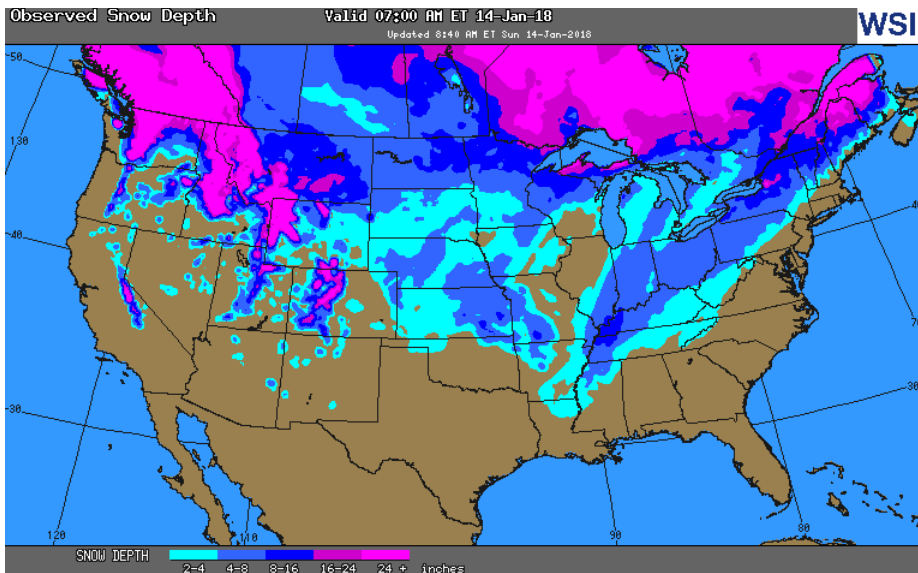 Observed Snow Depth
Valid 07:00 AM ET 14-Jan-18
Updated 8:40 AM ET Sun 14-Jan-2018
WSI
50
130
40
30
120
110
90
80
30
SNOW DEPTH
2-4 4-8 8-16 16-24 24 + inches